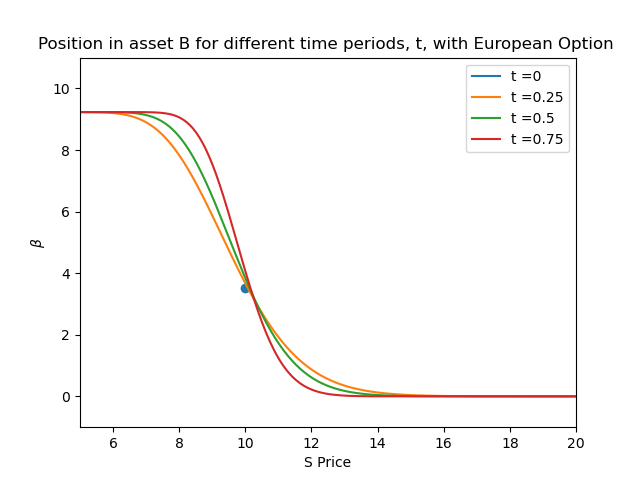 Position in asset B for different time periods, t, with European Option
t =0
t =0.25
t =0.5
t =0.75
10
8
6
4
2
0
β
6 8 10 12 14 16 18 20
S Price